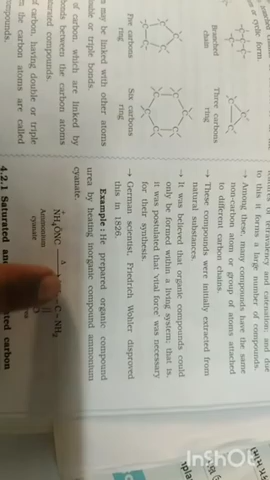 to this it forms a large number of compounds.
→ Among these, many compounds have the same
non-carbon atom or group of atoms attached
to different carbon chains.
→ These compounds were initially extracted from
natural substances.
→ It was believed that organic compounds could
only be formed within a living system; that is,
it was postulated that 'vital force' was necessary
for their synthesis.
→ German scientist, Friedrich Wohler disproved
this in 1826.
Example : He prepared organic compound
urea by heating inorganic compound ammonium
cyanate.
Δ
C – NH2
Ammonium
cyanate
4.2.1 Saturated
carbon
or cyclic form.
Branched
chain
Three carbons
ring
Five carbons
ring
Six carbons
ring
may be linked with other atoms
or triple bonds.
of carbon, which are linked by
between the carbon atoms
compounds.
of carbon, having double or triple
the carbon atoms are called
InShOt